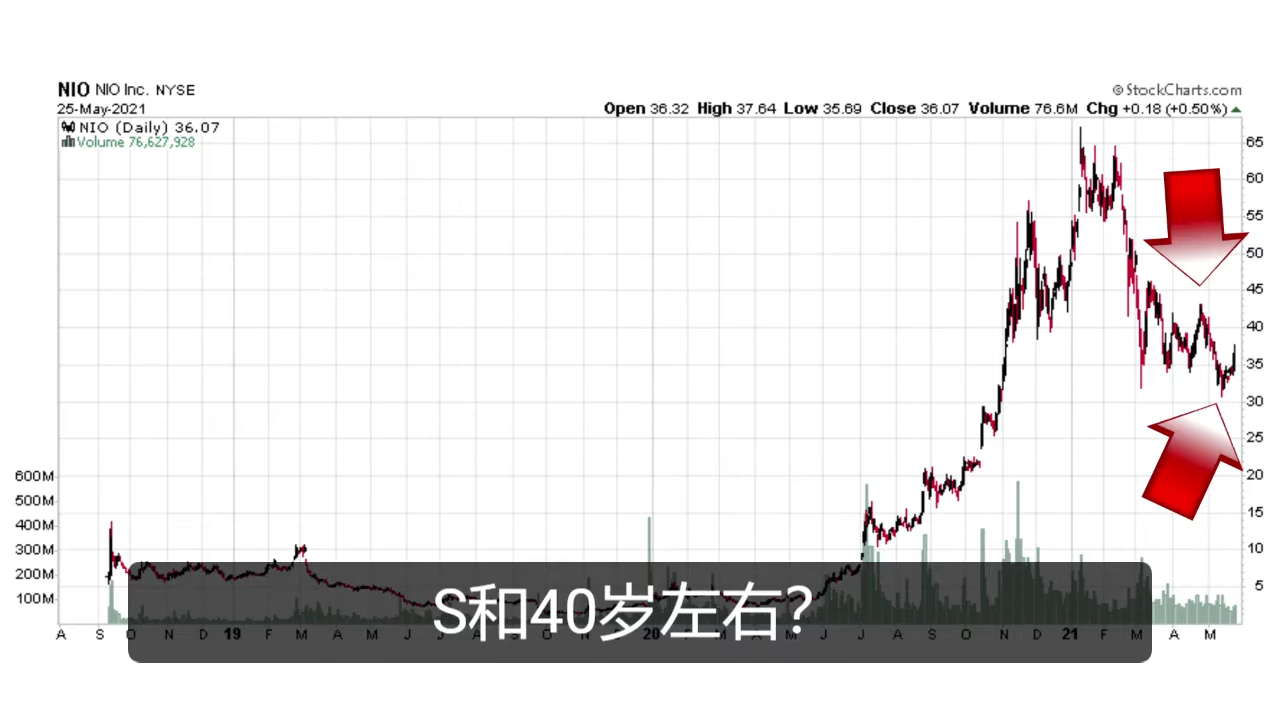 NIO NIO Inc. NYSE
© StockCharts.com
25-May-2021
Open 36.32 High 37.64 Low 35.69 Close 36.07 Volume 76.6M Chg +0.18 (+0.50%)
NIO (Daily) 36.07
Volume 76,627,928
65
60
55
50
45
40
35
30
25
20
15
10
5
600M
500M
400M
300M
200M
100M
S和40岁左右?
A S O N D 19 F M A M J J 20 M J J A S O N D 21 F M A M